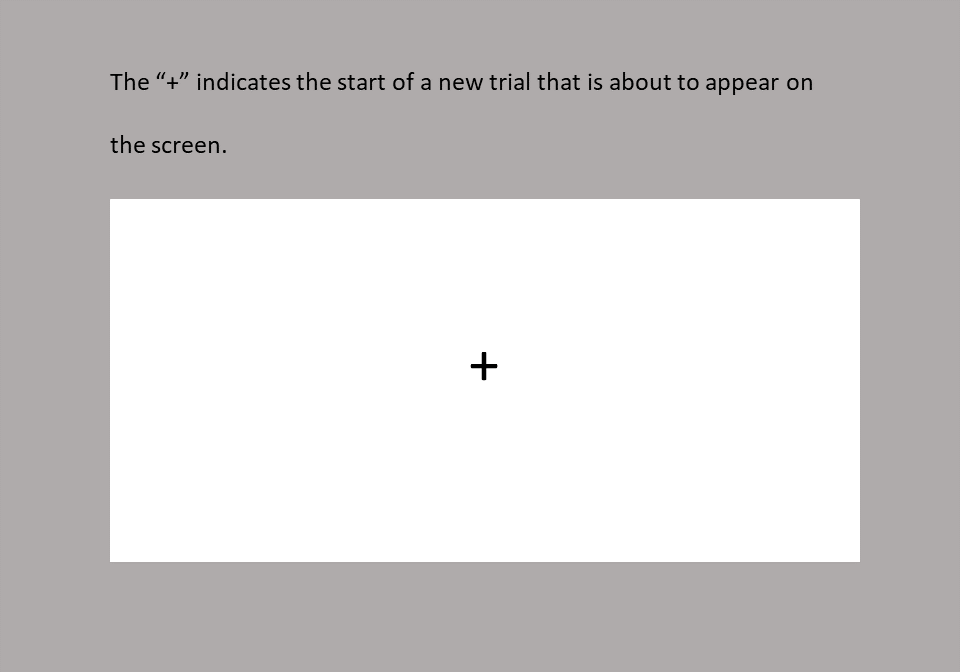 The “+” indicates the start of a new trial that is about to appear on
the screen.
+